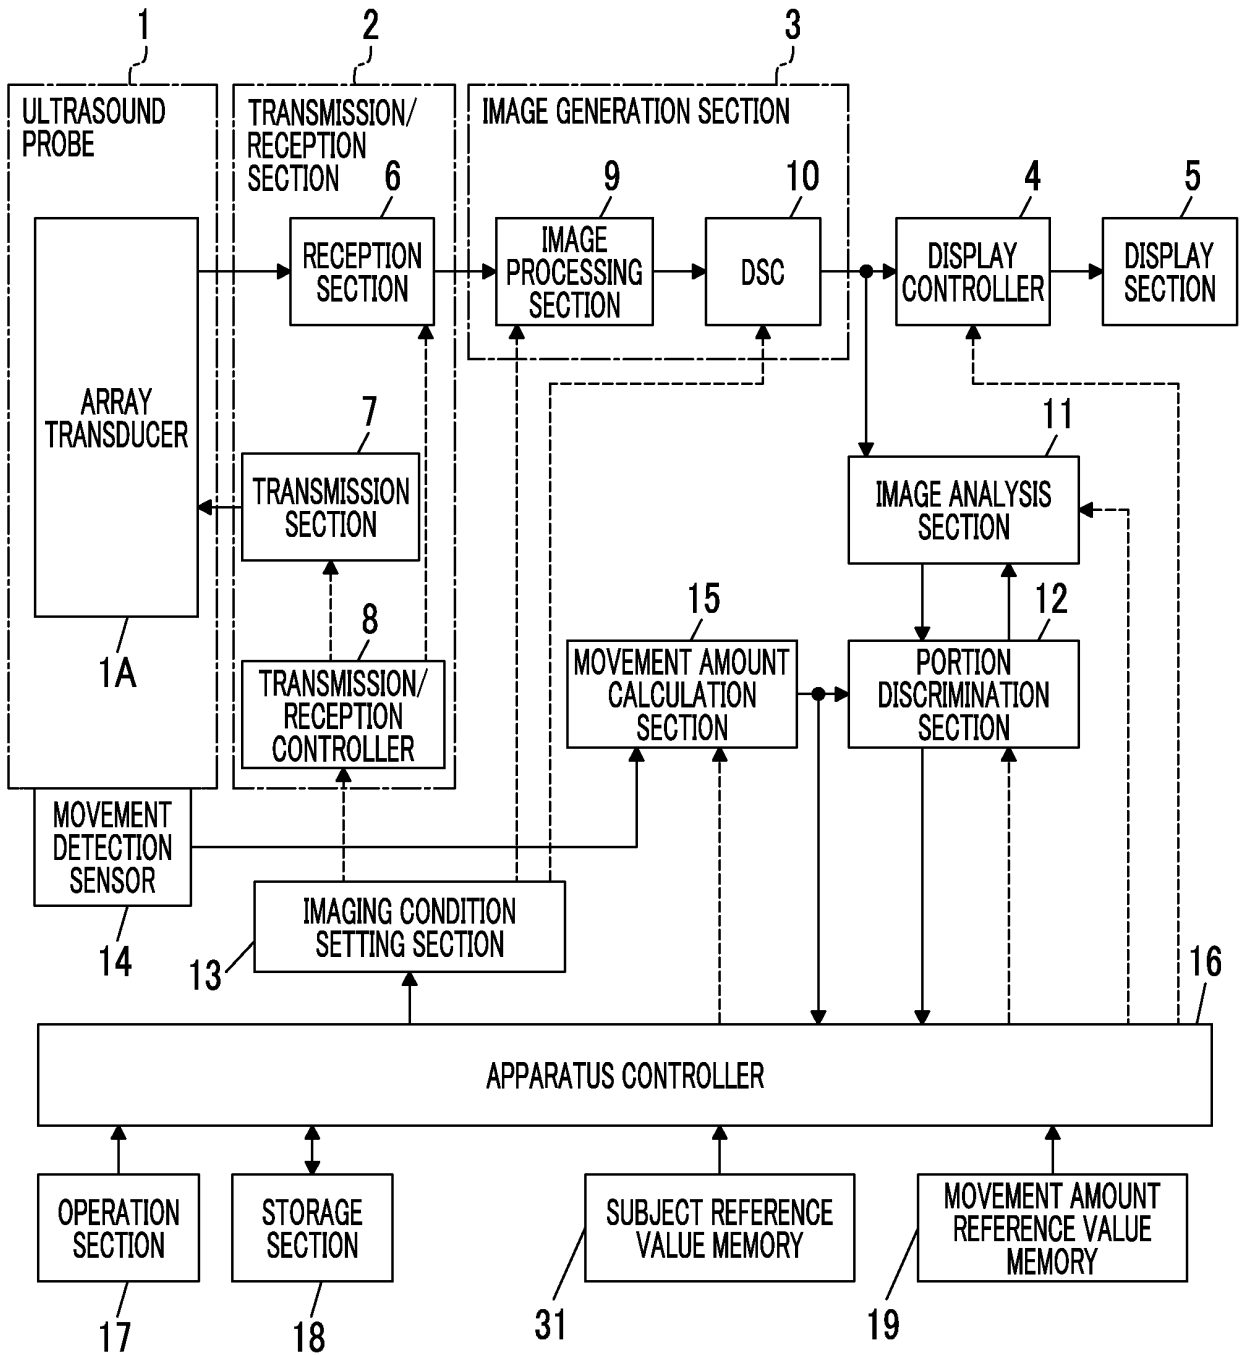 1
2
3
ULTRASOUND
PROBE
TRANSMISSION/
RECEPTION
SECTION
IMAGE GENERATION SECTION
6
9
10
4
5
RECEPTION
SECTION
IMAGE
PROCESSING
SECTION
DSC
DISPLAY
CONTROLLER
DISPLAY
SECTION
ARRAY
TRANSDUCER
7
11
TRANSMISSION
SECTION
IMAGE ANALYSIS
SECTION
1A
8
15
12
TRANSMISSION/
RECEPTION
CONTROLLER
MOVEMENT AMOUNT
CALCULATION
SECTION
PORTION
DISCRIMINATION
SECTION
MOVEMENT
DETECTION
SENSOR
14
IMAGING CONDITION
SETTING SECTION
13
16
APPARATUS CONTROLLER
OPERATION
SECTION
STORAGE
SECTION
SUBJECT REFERENCE
VALUE MEMORY
MOVEMENT AMOUNT
REFERENCE VALUE
MEMORY
17
18
31
19